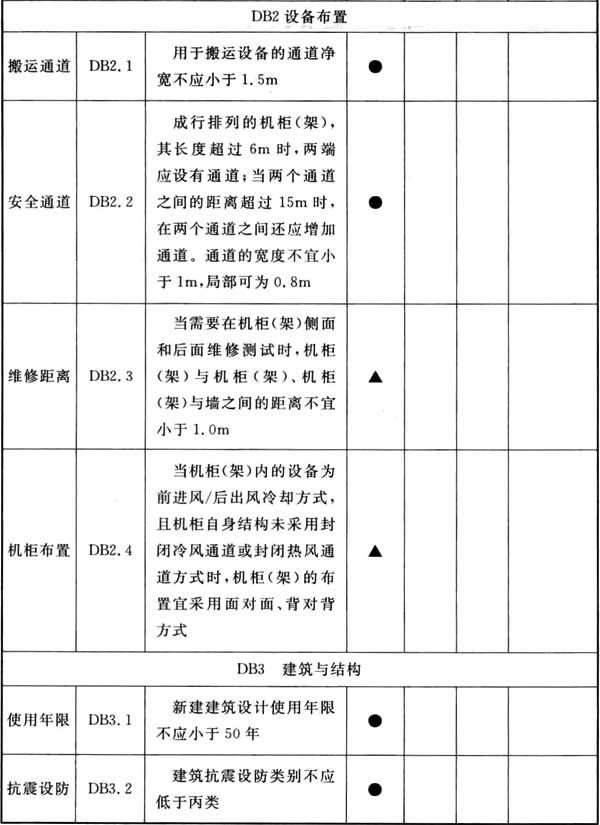 DB2 设备布置
搬运通道
DB2.1
用于搬运设备的通道净
宽不应小于 1.5m
●
安全通道
DB2.2
成行排列的机柜(架),
其长度超过 6m 时,两端
应设有通道;当两个通道
之间的距离超过 15m 时,
在两个通道之间还应增加
通道。通道的宽度不宜小
于 1m,局部可为 0.8m
●
维修距离
DB2.3
当需要在机柜(架)侧面
和后面维修测试时,机柜
(架)与机柜(架)、机柜
(架)与墙之间的距离不宜
小于 1.0m
▲
机柜布置
DB2.4
当机柜(架)内的设备为
前进风/后出风冷却方式,
且机柜自身结构未采用封
闭冷风通道或封闭热风通
道方式时,机柜(架)的布
置宜采用面对面、背对背
方式
▲
DB3 建筑与结构
使用年限
DB3.1
新建建筑设计使用年限
不应小于 50 年
●
抗震设防
DB3.2
建筑抗震设防类别不应
低于丙类
●